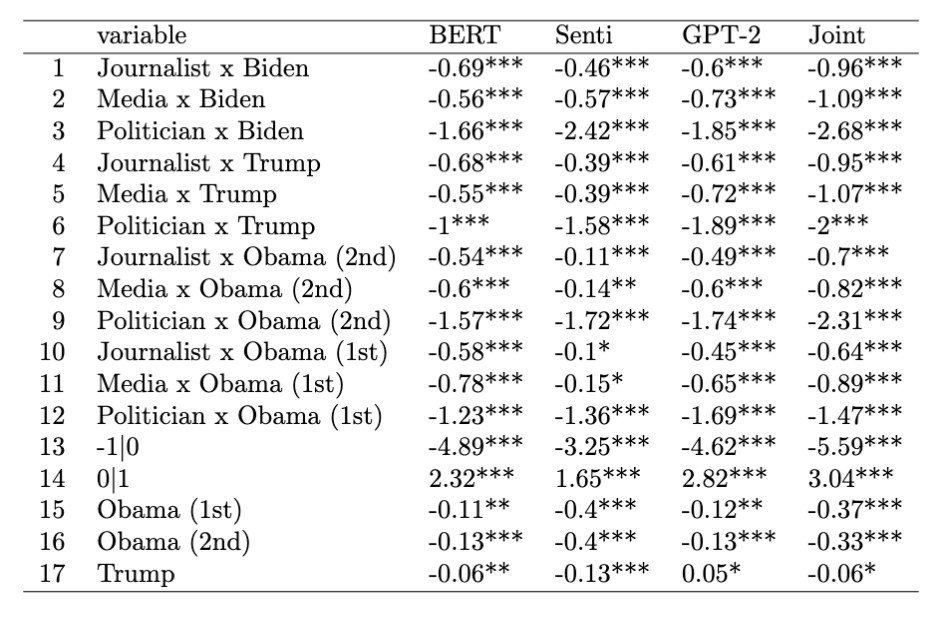 variable BERT Senti GPT-2 Joint
1 Journalist x Biden -0.69*** -0.46*** -0.6*** -0.96***
2 Media x Biden -0.56*** -0.57*** -0.73*** -1.09***
3 Politician x Biden -1.66*** -2.42*** -1.85*** -2.68***
4 Journalist x Trump -0.68*** -0.39*** -0.61*** -0.95***
5 Media x Trump -0.55*** -0.39*** -0.72*** -1.07***
6 Politician x Trump -1*** -1.58*** -1.89*** -2***
7 Journalist x Obama (2nd) -0.54*** -0.11*** -0.49*** -0.7***
8 Media x Obama (2nd) -0.6*** -0.14** -0.6*** -0.82***
9 Politician x Obama (2nd) -1.57*** -1.72*** -1.74*** -2.31***
10 Journalist x Obama (1st) -0.58*** -0.1* -0.45*** -0.64***
11 Media x Obama (1st) -0.78*** -0.15* -0.65*** -0.89***
12 Politician x Obama (1st) -1.23*** -1.36*** -1.69*** -1.47***
13 -1|0 -4.89*** -3.25*** -4.62*** -5.59***
14 0|1 2.32*** 1.65*** 2.82*** 3.04***
15 Obama (1st) -0.11** -0.4*** -0.12** -0.37***
16 Obama (2nd) -0.13*** -0.4*** -0.13*** -0.33***
17 Trump -0.06** -0.13*** 0.05* -0.06*